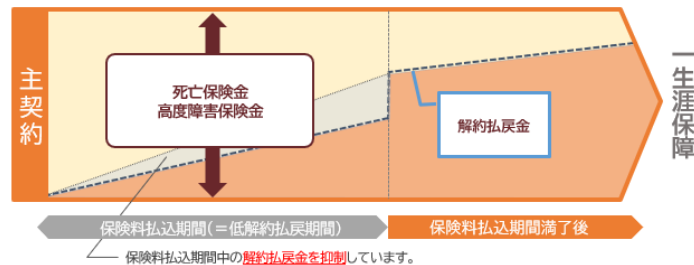 主契約
死亡保険金
高度障害保険金
解約払戻金
一生涯保障
保険料払込期間(=低解約払戻期間)
保険料払込期間満了後
保険料払込期間中の解約払戻金を抑制しています。